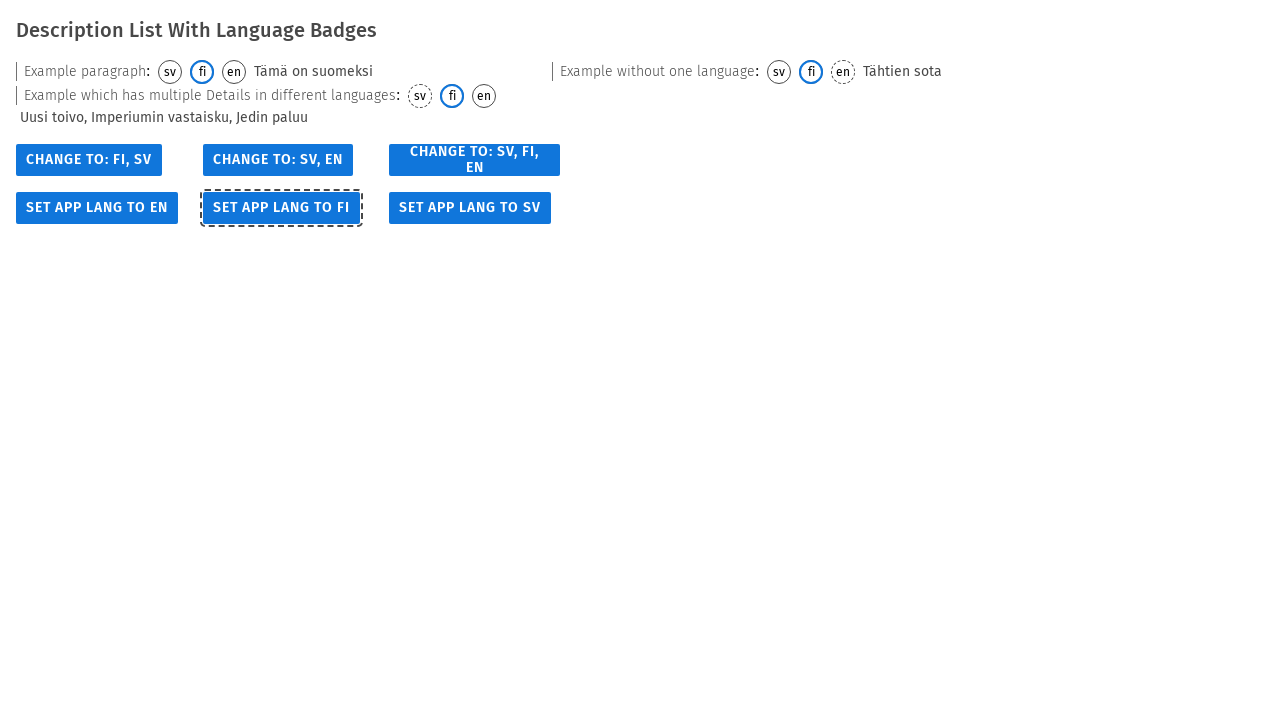 Description List With Language Badges
Example paragraph: sv fi en Tämä on suomeksi
Example without one language: sv fi en Tähtien sota
Example which has multiple Details in different languages: sv fi en
Uusi toivo, Imperiumin vastaisku, Jedin paluu
CHANGE TO: FI, SV
CHANGE TO: SV, EN
CHANGE TO: SV, FI,
EN
SET APP LANG TO EN
SET APP LANG TO FI
SET APP LANG TO SV